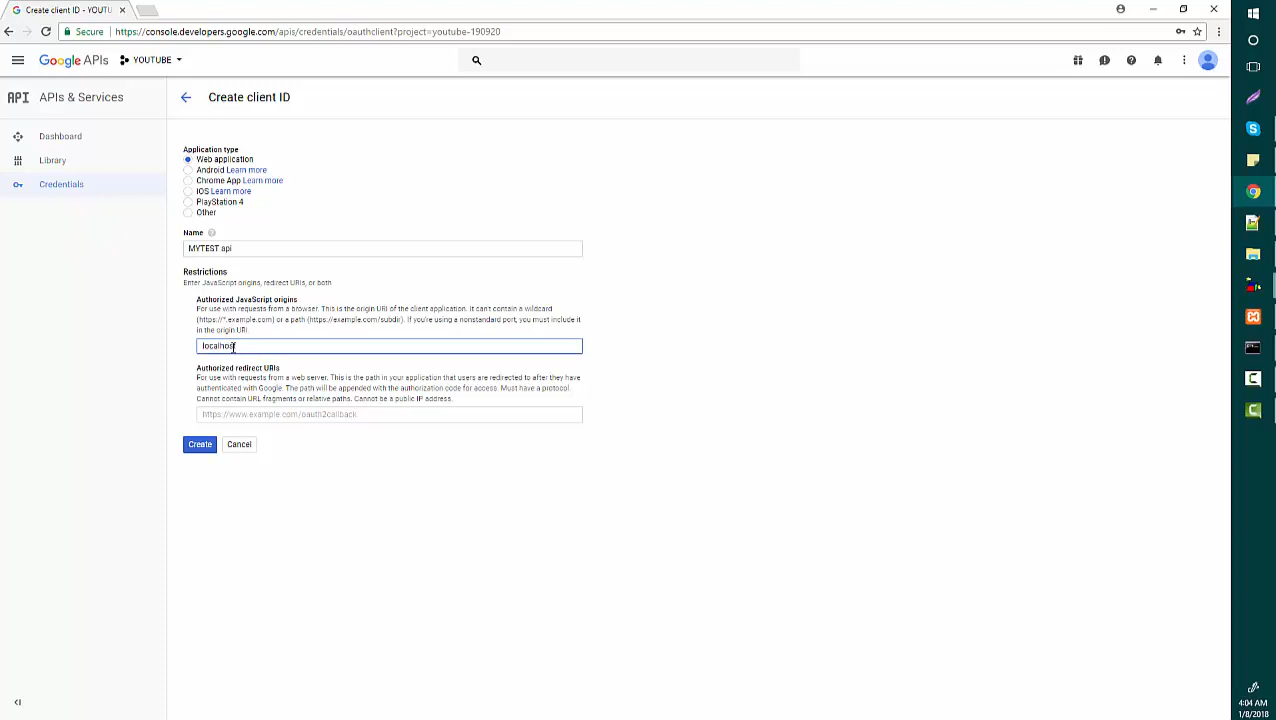 Create client ID - YOUTU
Secure https://console.developers.google.com/apis/credentials/oauthclient?project=youtube-190920
Google APIs YOUTUBE
API APIs & Services
Create client ID
Dashboard
Library
Credentials
Application type
Web application
Android Learn more
Chrome App Learn more
iOS Learn more
PlayStation 4
Other
Name
MYTEST api
Restrictions
Enter JavaScript origins, redirect URIs, or both
Authorized JavaScript origins
For use with requests from a browser. This is the origin URI of the client application. It can't contain a wildcard
(https://*.example.com) or a path (https://example.com/subdir). If you're using a nonstandard port, you must include it
in the origin URI.
localhost
Authorized redirect URIs
For use with requests from a web server. This is the path in your application that users are redirected to after they have
authenticated with Google. The path will be appended with the authorization code for access. Must have a protocol.
Cannot contain URL fragments or relative paths. Cannot be a public IP address.
https://www.example.com/oauth2callback
Create Cancel
4:04 AM
1/8/2018